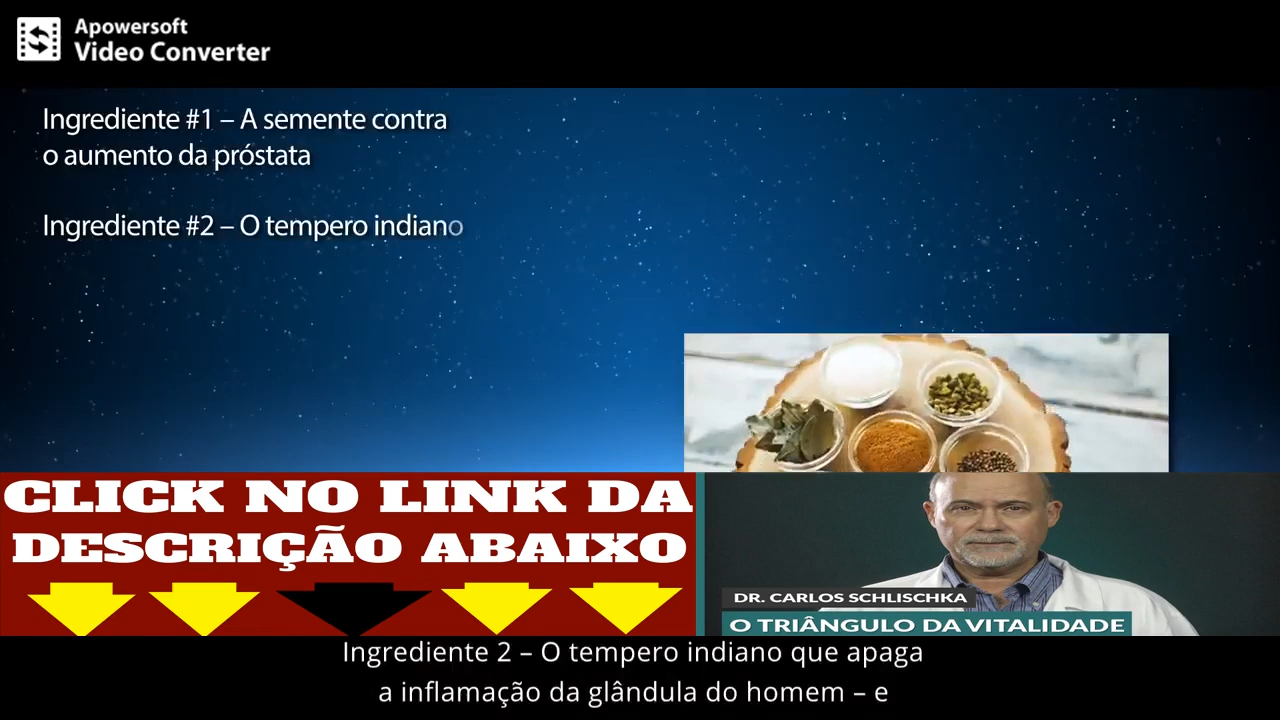 Apowersoft
Video Converter
Ingrediente #1 – A semente contra
o aumento da próstata
Ingrediente #2 – O tempero indiano
CLICK NO LINK DA
DESCRIÇÃO ABAIXO
DR. CARLOS SCHLISCHKA
O TRIÂNGULO DA VITALIDADE
Ingrediente 2 – O tempero indiano que apaga
a inflamação da glândula do homem – e